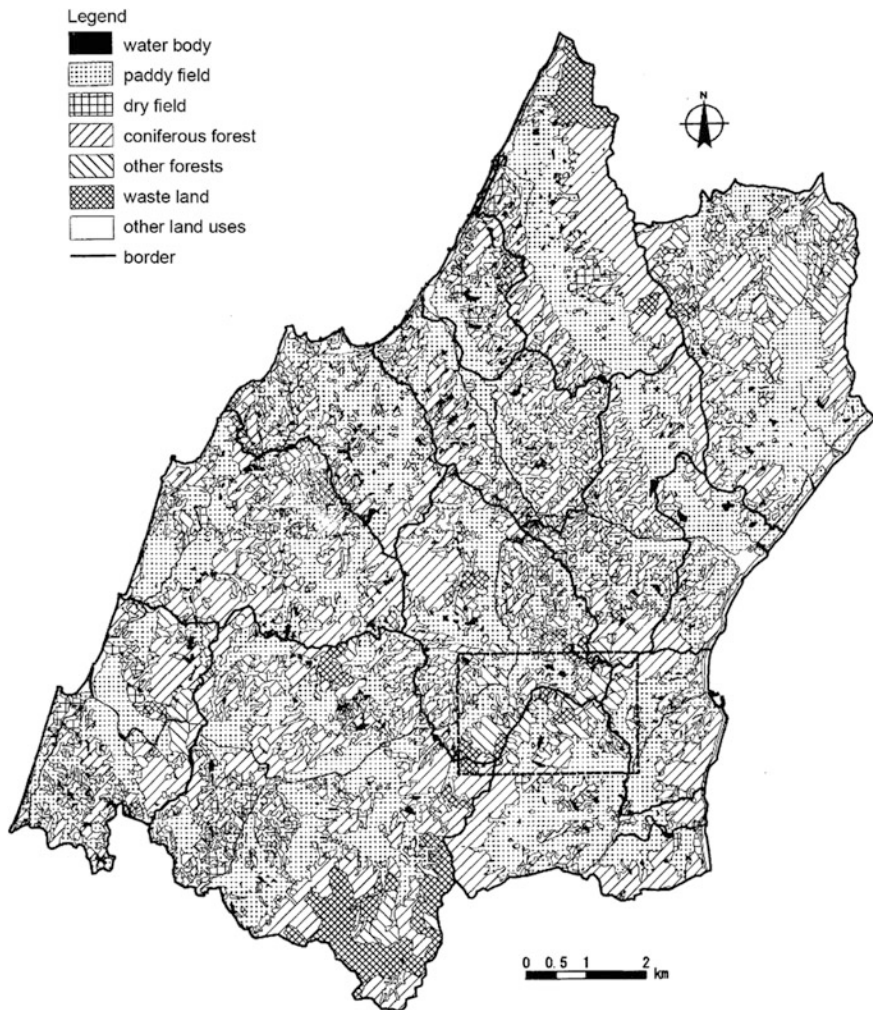 Legend
water body
paddy field
dry field
coniferous forest
other forests
waste land
other land uses
border
N
0 0.5 1 2
km